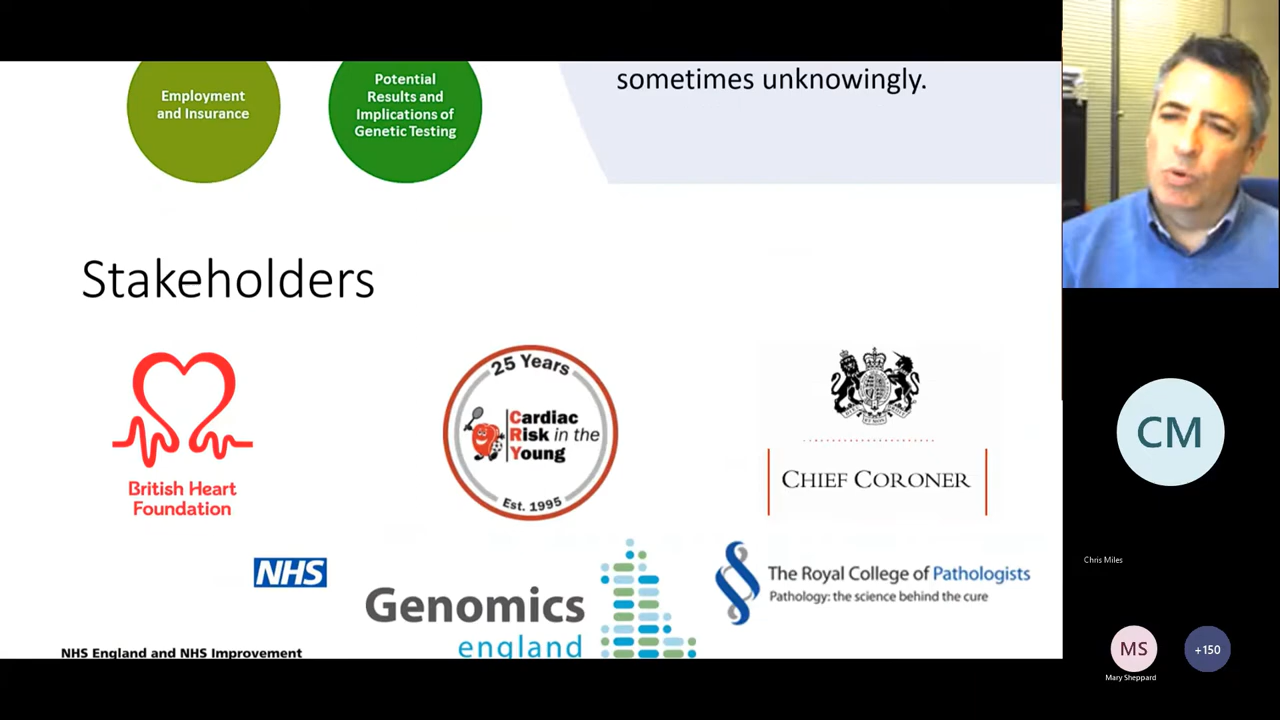 Employment
and Insurance
Potential
Results and
Implications of
Genetic Testing
sometimes unknowingly.
Stakeholders
British Heart
Foundation
25 Years
Cardiac
Risk in the
Young
Est. 1995
CHIEF CORONER
NHS
NHS England and NHS Improvement
Genomics
england
The Royal College of Pathologists
Pathology: the science behind the cure
CM
Chris Miles
MS
Mary Sheppard
+150